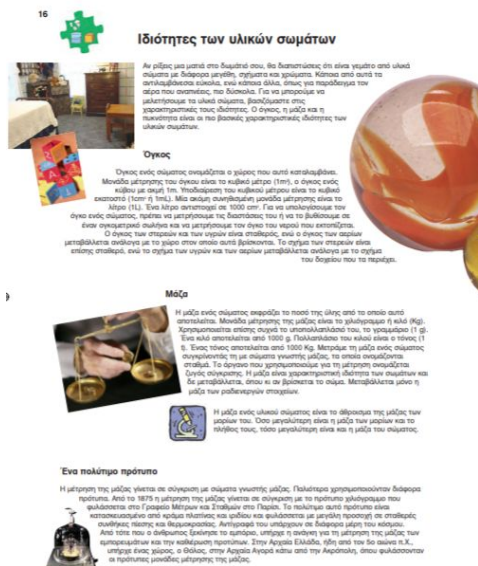 16
Ιδιότητες των υλικών σωμάτων
Αν ρίξεις μια ματιά στο δωμάτιό σου, θα διαπιστώσεις ότι είναι γεμάτο από υλικά
σώματα με διάφορα μεγέθη, σχήματα και χρώματα. Κάποια από αυτά τα
αντιλαμβάνεσαι εύκολα, ενώ κάποια άλλα, όπως για παράδειγμα τον
αέρα που αναπνέεις, πιο δύσκολα. Για να μπορούμε να
μελετήσουμε τα υλικά σώματα, βασιζόμαστε στις
χαρακτηριστικές τους ιδιότητες. Ο όγκος, η μάζα και η
πυκνότητα είναι οι πιο βασικές χαρακτηριστικές ιδιότητες των
υλικών σωμάτων.
Όγκος
Όγκος ενός σώματος ονομάζεται ο χώρος που αυτό καταλαμβάνει.
Μονάδα μέτρησης του όγκου είναι το κυβικό μέτρο (1m³), ο όγκος ενός
κύβου με ακμή 1m. Υποδιαίρεση του κυβικού μέτρου είναι το κυβικό
εκατοστό (1cm³ ή 1mL). Μία ακόμη συνηθισμένη μονάδα μέτρησης είναι το
λίτρο (1L). Ένα λίτρο αντιστοιχεί σε 1000 cm³. Για να υπολογίσουμε τον
όγκο ενός σώματος, πρέπει να μετρήσουμε τις διαστάσεις του ή να το βυθίσουμε σε
έναν ογκομετρικό σωλήνα και να μετρήσουμε τον όγκο του νερού που εκτοπίζεται.
Ο όγκος των στερεών και των υγρών είναι σταθερός, ενώ ο όγκος των αερίων
μεταβάλλεται ανάλογα με το χώρο στον οποίο αυτά βρίσκονται. Το σχήμα των στερεών είναι
επίσης σταθερό, ενώ το σχήμα των υγρών και των αερίων μεταβάλλεται ανάλογα με το σχήμα
του δοχείου που τα περιέχει.
Μάζα
Η μάζα ενός σώματος εκφράζει το ποσό της ύλης από το οποίο αυτό
αποτελείται. Μονάδα μέτρησης της μάζας είναι το χιλιόγραμμο ή κιλό (Kg).
Χρησιμοποιείται επίσης συχνά το υποπολλαπλάσιό του, το γραμμάριο (1 g).
Ένα κιλό αποτελείται από 1000 g. Πολλαπλάσιο του κιλού είναι ο τόνος (1
t). Ένας τόνος αποτελείται από 1000 Kg. Μετράμε τη μάζα ενός σώματος
συγκρίνοντάς τη με σώματα γνωστής μάζας, τα οποία ονομάζονται
σταθμά. Το όργανο που χρησιμοποιούμε για τη μέτρηση ονομάζεται
ζυγός σύγκρισης. Η μάζα είναι χαρακτηριστική ιδιότητα των σωμάτων και
δε μεταβάλλεται, όπου κι αν βρίσκεται το σώμα. Μεταβάλλεται μόνο η
μάζα των ραδιενεργών στοιχείων.
Η μάζα ενός υλικού σώματος είναι το άθροισμα της μάζας των
μορίων του. Όσο μεγαλύτερη είναι η μάζα των μορίων και το
πλήθος τους, τόσο μεγαλύτερη είναι και η μάζα του σώματος.
Ένα πολύτιμο πρότυπο
Η μέτρηση της μάζας γίνεται σε σύγκριση με σώματα γνωστής μάζας. Παλιότερα χρησιμοποιούνταν διάφορα
πρότυπα. Από το 1875 η μέτρηση της μάζας γίνεται σε σύγκριση με το πρότυπο χιλιόγραμμο που
φυλάσσεται στο Γραφείο Μέτρων και Σταθμών στο Παρίσι. Το πολύτιμο αυτό πρότυπο είναι
κατασκευασμένο από κράμα πλατίνας και ιριδίου και φυλάσσεται με μεγάλη προσοχή σε σταθερές
συνθήκες πίεσης και θερμοκρασίας. Αντίγραφά του υπάρχουν σε διάφορα μέρη του κόσμου.
Από τότε που ο άνθρωπος ξεκίνησε το εμπόριο, υπήρχε η ανάγκη για τη μέτρηση της μάζας των
εμπορευμάτων και την καθιέρωση προτύπων. Στην Αρχαία Ελλάδα, ήδη από τον 5ο αιώνα π.Χ.,
υπήρχε ένας χώρος, ο Θόλος, στην Αρχαία Αγορά κάτω από την Ακρόπολη, όπου φυλάσσονταν
οι πρότυπες μονάδες μέτρησης της μάζας.